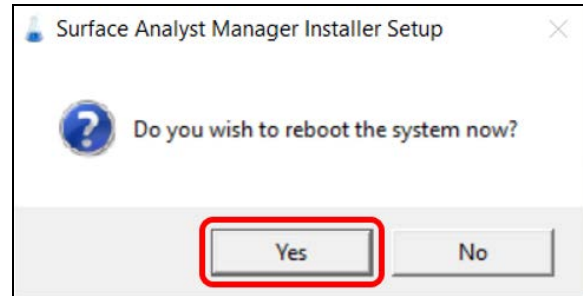 Surface Analyst Manager Installer Setup
Do you wish to reboot the system now?
Yes
No